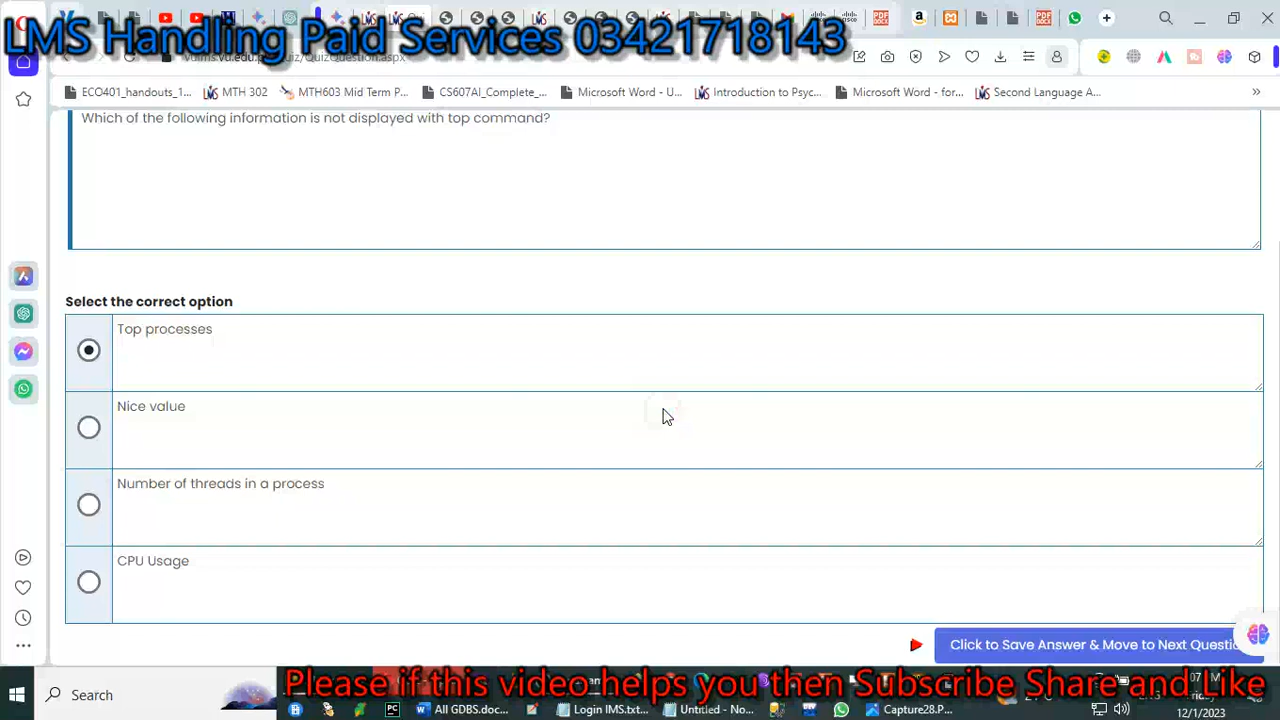 LMS Handling Paid Services 03421718143
ECO401_handouts_1...
MTH 302
MTH603 Mid Term P...
CS607AI_Complete_...
Microsoft Word - U...
Introduction to Psyc...
Microsoft Word - for...
Second Language A...
»
Which of the following information is not displayed with top command?
Select the correct option
Top processes
Nice value
Number of threads in a process
CPU Usage
Click to Save Answer & Move to Next
Please if this video helps you then Subscribe Share and Like
Search
All GDBS.doc...
Login IMS.txt...
Untitled - No...
Capture28.P...
12/1/2023